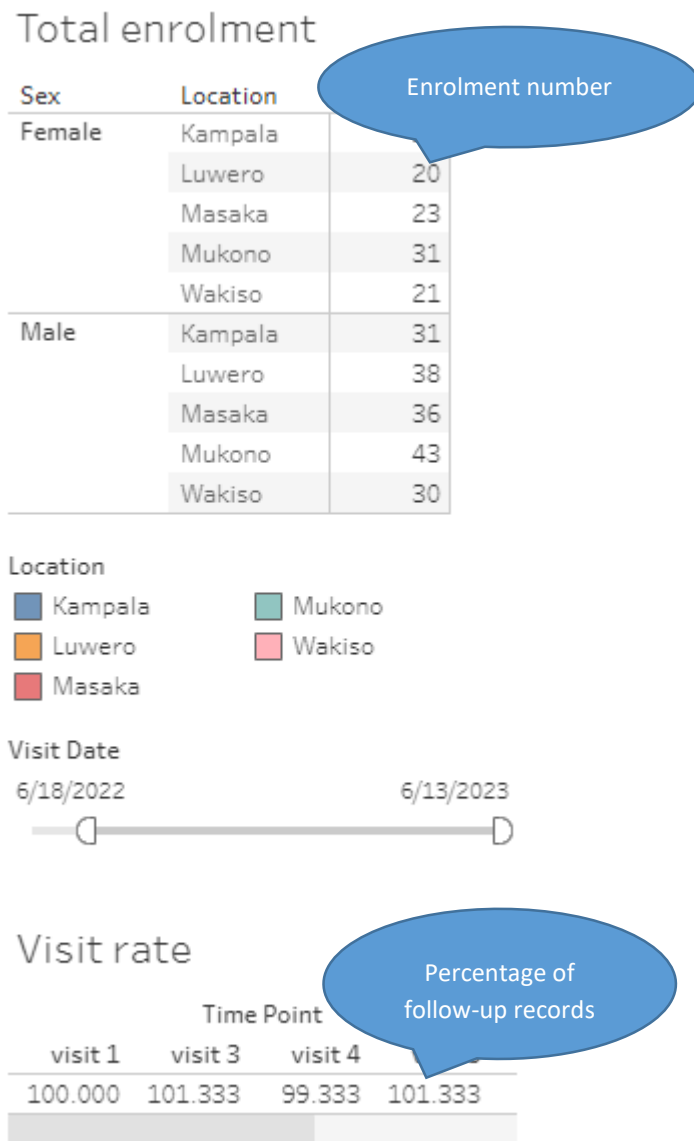 Total enrolment
Enrolment number
Sex Location
Female Kampala
Luwero 20
Masaka 23
Mukono 31
Wakiso 21
Male Kampala 31
Luwero 38
Masaka 36
Mukono 43
Wakiso 30
Location
Kampala Mukono
Luwero Wakiso
Masaka
Visit Date
6/18/2022 6/13/2023
Visit rate
Percentage of
follow-up records
Time Point
visit 1 visit 3 visit 4
100.000 101.333 99.333 101.333